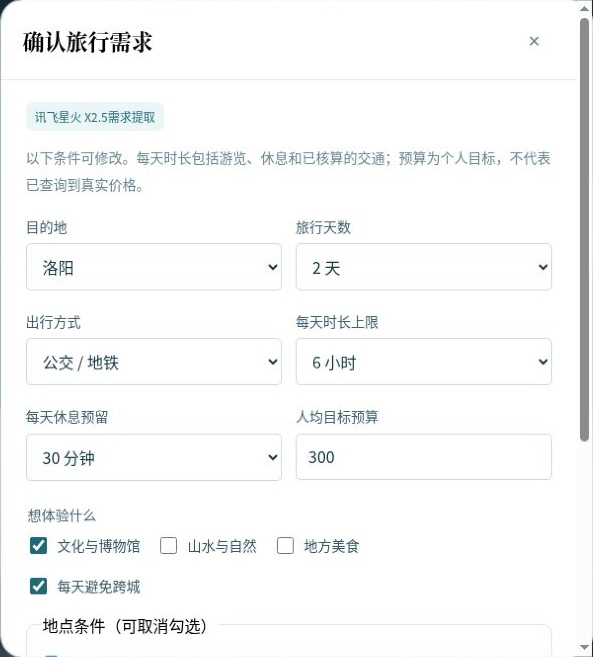 确认旅行需求 ×
讯飞星火 X2.5需求提取
以下条件可修改。每天时长包括游览、休息和已核算的交通；预算为个人目标，不代表
已查询到真实价格。
目的地 旅行天数
洛阳 2 天
出行方式 每天时长上限
公交 / 地铁 6 小时
每天休息预留 人均目标预算
30 分钟 300
想体验什么
文化与博物馆 山水与自然 地方美食
每天避免跨城
地点条件（可取消勾选）